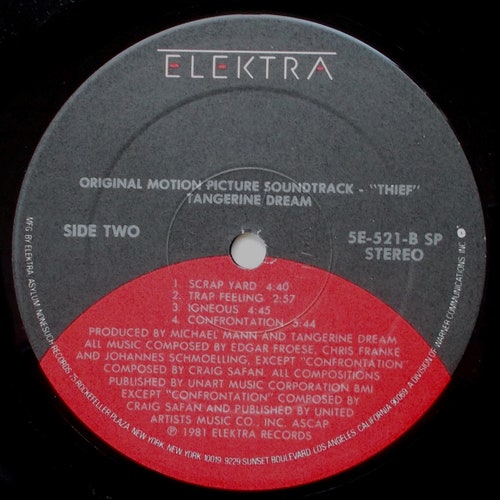 ELEKTRA
ORIGINAL MOTION PICTURE SOUNDTRACK - "THIEF"
TANGERINE DREAM
SIDE TWO
5E-521-B SP
STEREO
1. SCRAP YARD 4:40
2. TRAP FEELING 2:57
3. IGNEOUS 4:45
4. CONFRONTATION 5:44
PRODUCED BY MICHAEL MANN AND TANGERINE DREAM
ALL MUSIC COMPOSED BY EDGAR FROESE, CHRIS FRANKE
AND JOHANNES SCHMOELLING, EXCEPT "CONFRONTATION"
COMPOSED BY CRAIG SAFAN. ALL COMPOSITIONS
PUBLISHED BY UNART MUSIC CORPORATION BMI
EXCEPT "CONFRONTATION" COMPOSED BY
CRAIG SAFAN AND PUBLISHED BY UNITED
ARTISTS MUSIC CO., INC. ASCAP.
℗ 1981 ELEKTRA RECORDS
MFG BY ELEKTRA ASYLUM NONESUCH RECORDS, 75 ROCKEFELLER PLAZA, NEW YORK, NEW YORK 10019. 9229 SUNSET BOULEVARD, LOS ANGELES, CALIFORNIA 90069. A DIVISION OF WARNER COMMUNICATIONS INC.